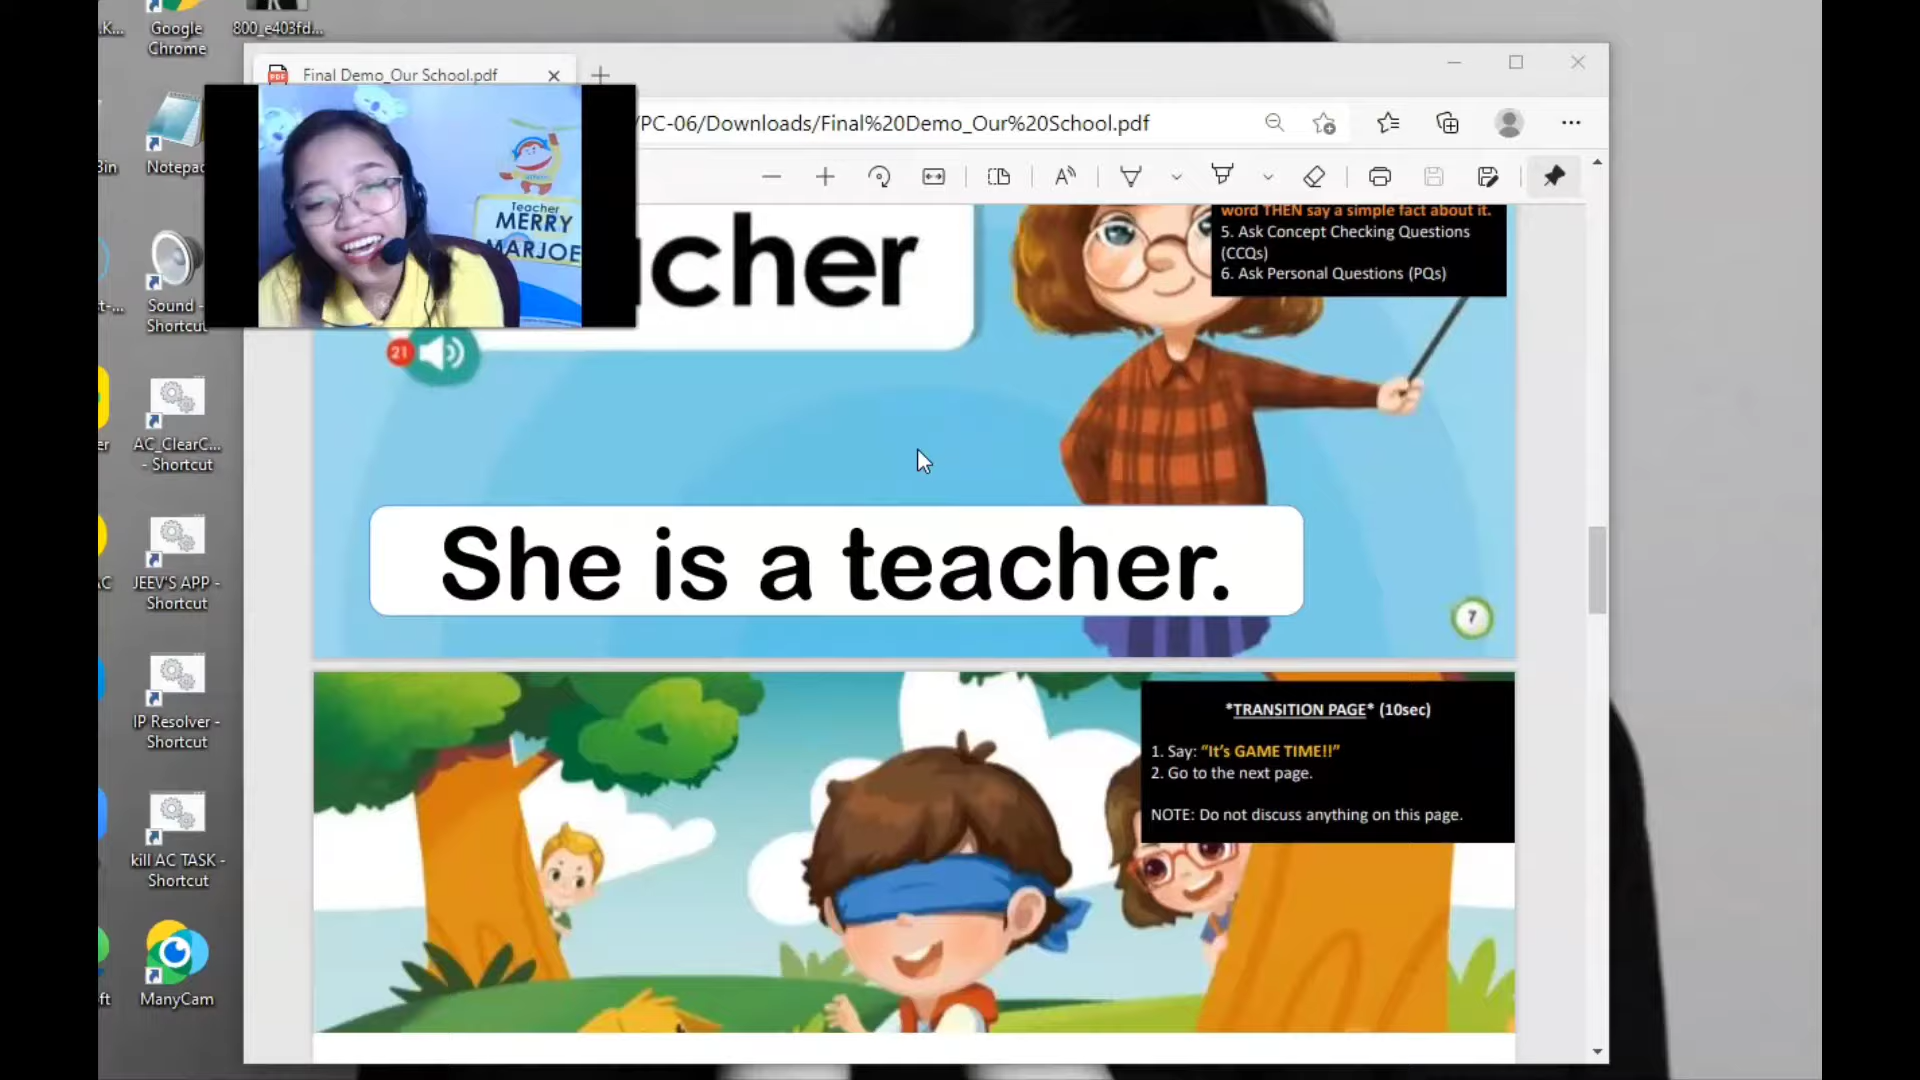 .K...
Google
Chrome
800_e403fd...
Final Demo_Our School.pdf
/PC-06/Downloads/Final%20Demo_Our%20School.pdf
Bin
Notepad
Teacher
MERRY
MARJOE
word THEN say a simple fact about it.
5. Ask Concept Checking Questions
(CCQs)
6. Ask Personal Questions (PQs)
acher
21
Sound -
Shortcut
t-...
er
AC_ClearC...
- Shortcut
She is a teacher.
7
JEEV'S APP -
Shortcut
*TRANSITION PAGE* (10sec)
1. Say: "It's GAME TIME!!"
2. Go to the next page.
NOTE: Do not discuss anything on this page.
IP Resolver -
Shortcut
kill AC TASK -
Shortcut
ft
ManyCam